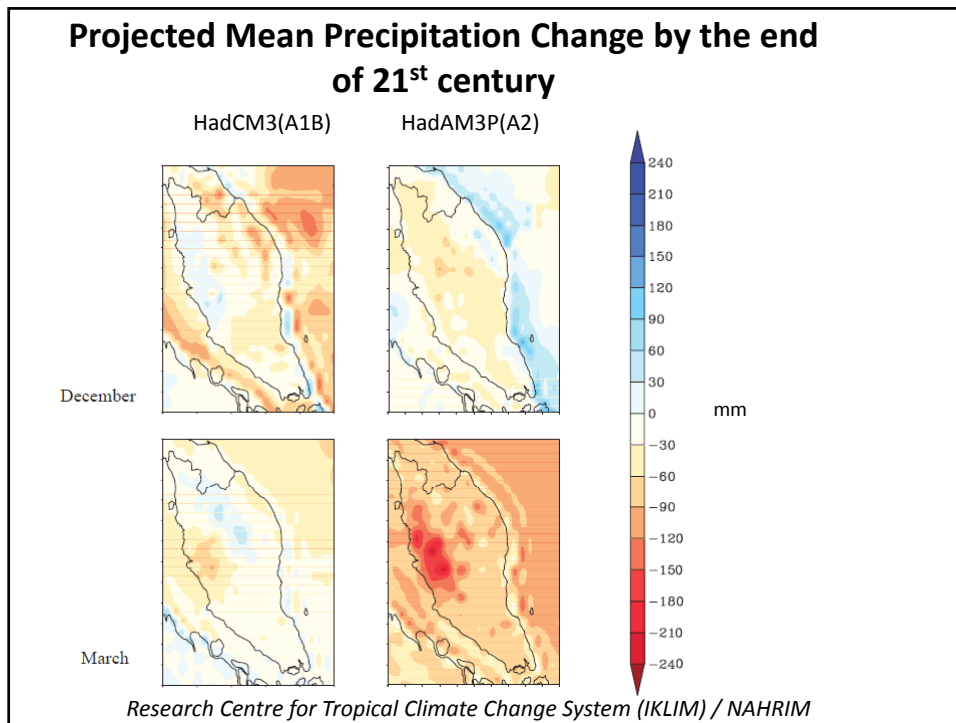 Projected Mean Precipitation Change by the end
of 21st century
HadCM3(A1B)
HadAM3P(A2)
240
210
180
150
120
90
60
30
0
−30
−60
−90
−120
−150
−180
−210
−240
mm
December
March
Research Centre for Tropical Climate Change System (IKLIM) / NAHRIM